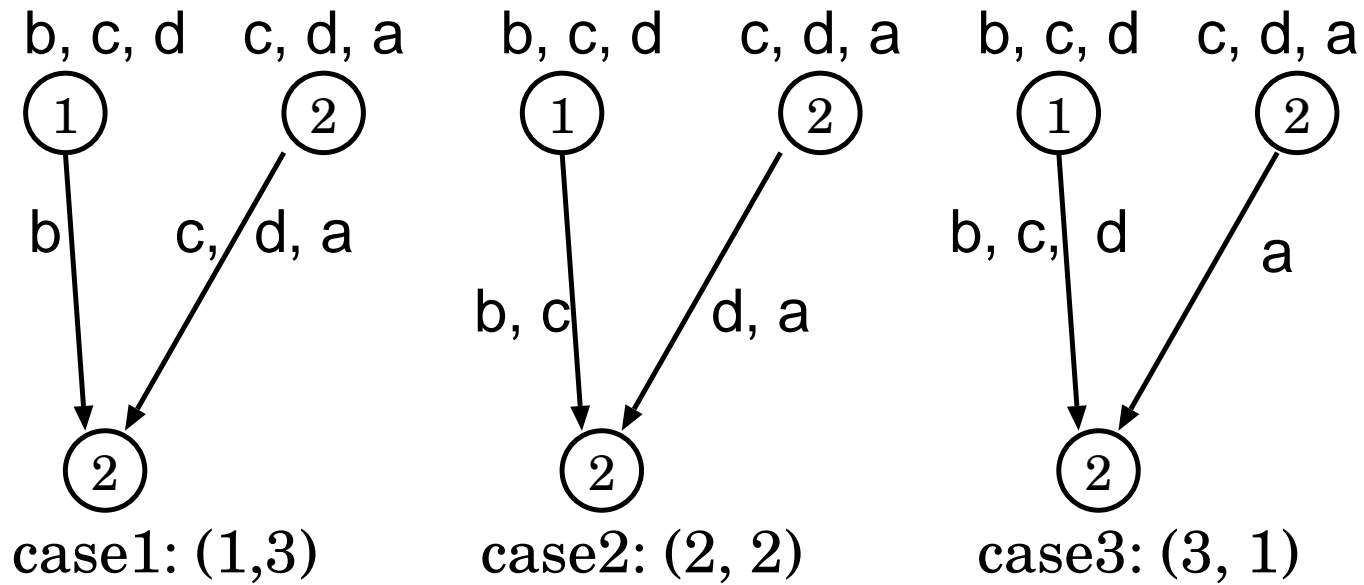 b, c, d c, d, a b, c, d c, d, a b, c, d c, d, a
1 2 1 2 1 2
b c, d, a b, c, d a
b, c d, a
2 2 2
case1: (1,3) case2: (2, 2) case3: (3, 1)